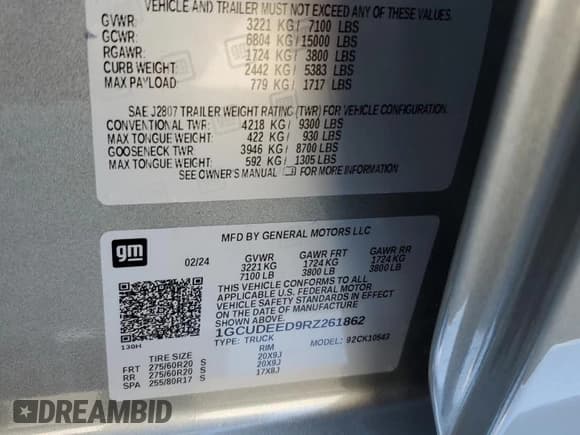 VEHICLE AND TRAILER MUST NOT EXCEED ANY OF THESE VALUES
GVWR: 3221 KG/ 7100 LBS
GCWR: 6804 KG/ 15000 LBS
RGAWR: 1724 KG/ 3800 LBS
CURB WEIGHT: 2442 KG/ 5383 LBS
MAX PAYLOAD: 779 KG/ 1717 LBS
SAE J2807 TRAILER WEIGHT RATING (TWR) FOR VEHICLE CONFIGURATION.
CONVENTIONAL TWR: 4218 KG/ 9300 LBS
MAX TONGUE WEIGHT: 422 KG/ 930 LBS
GOOSENECK TWR: 3946 KG/ 8700 LBS
MAX TONGUE WEIGHT: 592 KG/ 1305 LBS
SEE OWNER'S MANUAL FOR MORE INFORMATION
gm
MFD BY GENERAL MOTORS LLC
02/24 GVWR GAWR FRT GAWR RR
3221 KG 1724 KG 1724 KG
7100 LB 3800 LB 3800 LB
THIS VEHICLE CONFORMS TO ALL
APPLICABLE U.S. FEDERAL MOTOR
VEHICLE SAFETY STANDARDS IN EFFECT
ON THE DATE OF MANUFACTURE
SHOWN ABOVE.
1GCUDEED9RZ261862
TYPE: TRUCK MODEL: 92CK10543
130H
TIRE SIZE RIM
FRT 275/60R20 S 20X9J
RR 275/60R20 S 20X9J
SPA 255/80R17 S 17X8J
DREAMBID